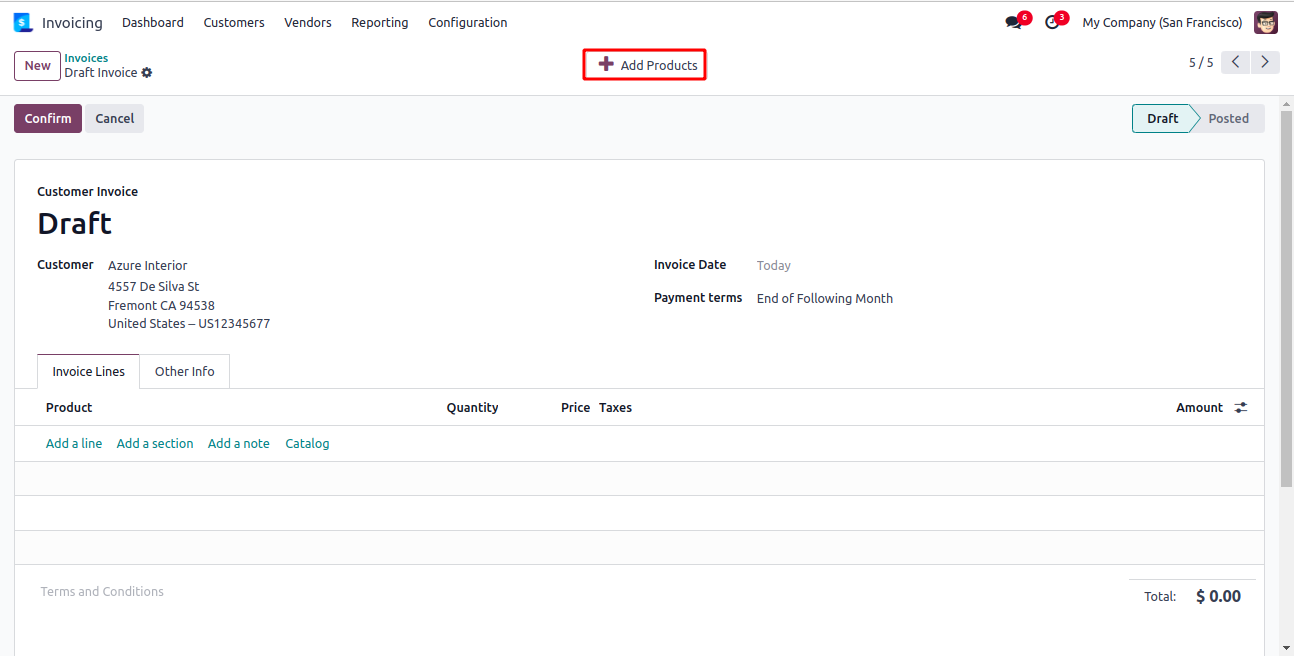 Invoicing Dashboard Customers Vendors Reporting Configuration 6 3 My Company (San Francisco)
New Invoices
Draft Invoice
Add Products
5 / 5
Confirm Cancel Draft Posted
Customer Invoice
Draft
Customer Azure Interior Invoice Date Today
4557 De Silva St
Fremont CA 94538 Payment terms End of Following Month
United States – US12345677
Invoice Lines Other Info
Product Quantity Price Taxes Amount
Add a line Add a section Add a note Catalog
Terms and Conditions
Total: $ 0.00